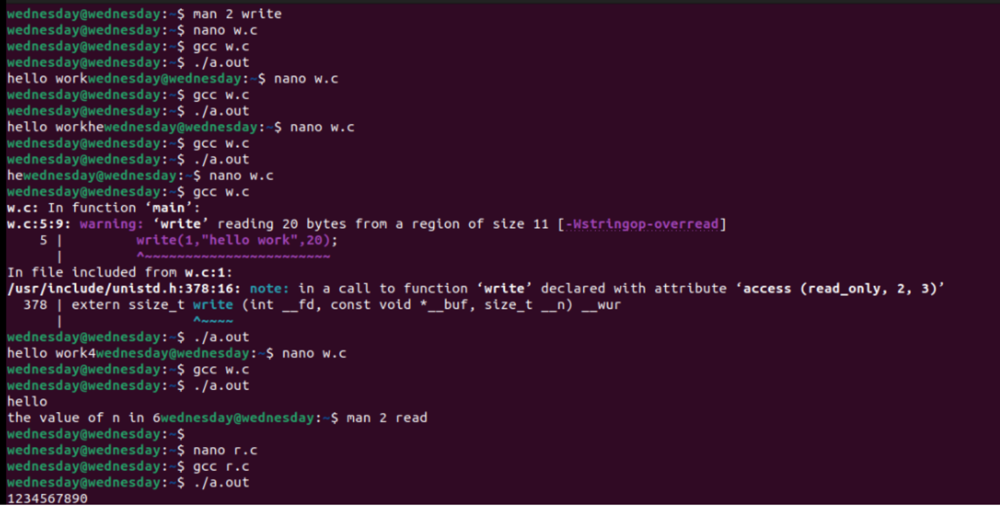 wednesday@wednesday:~$ man 2 write
wednesday@wednesday:~$ nano w.c
wednesday@wednesday:~$ gcc w.c
wednesday@wednesday:~$ ./a.out
hello workwednesday@wednesday:~$ nano w.c
wednesday@wednesday:~$ gcc w.c
wednesday@wednesday:~$ ./a.out
hello workhewednesday@wednesday:~$ nano w.c
wednesday@wednesday:~$ gcc w.c
wednesday@wednesday:~$ ./a.out
hewednesday@wednesday:~$ nano w.c
wednesday@wednesday:~$ gcc w.c
w.c: In function ‘main’:
w.c:5:9: warning: ‘write’ reading 20 bytes from a region of size 11 [-Wstringop-overread]
    5 |         write(1,"hello work",20);
      |         ^~~~~~~~~~~~~~~~~~~~~~~~
In file included from w.c:1:
/usr/include/unistd.h:378:16: note: in a call to function ‘write’ declared with attribute ‘access (read_only, 2, 3)’
  378 | extern ssize_t write (int __fd, const void *__buf, size_t __n) __wur
      |                ^~~~~
wednesday@wednesday:~$ ./a.out
hello work4wednesday@wednesday:~$ nano w.c
wednesday@wednesday:~$ gcc w.c
wednesday@wednesday:~$ ./a.out
hello
the value of n in 6wednesday@wednesday:~$ man 2 read
wednesday@wednesday:~$
wednesday@wednesday:~$ nano r.c
wednesday@wednesday:~$ gcc r.c
wednesday@wednesday:~$ ./a.out
1234567890